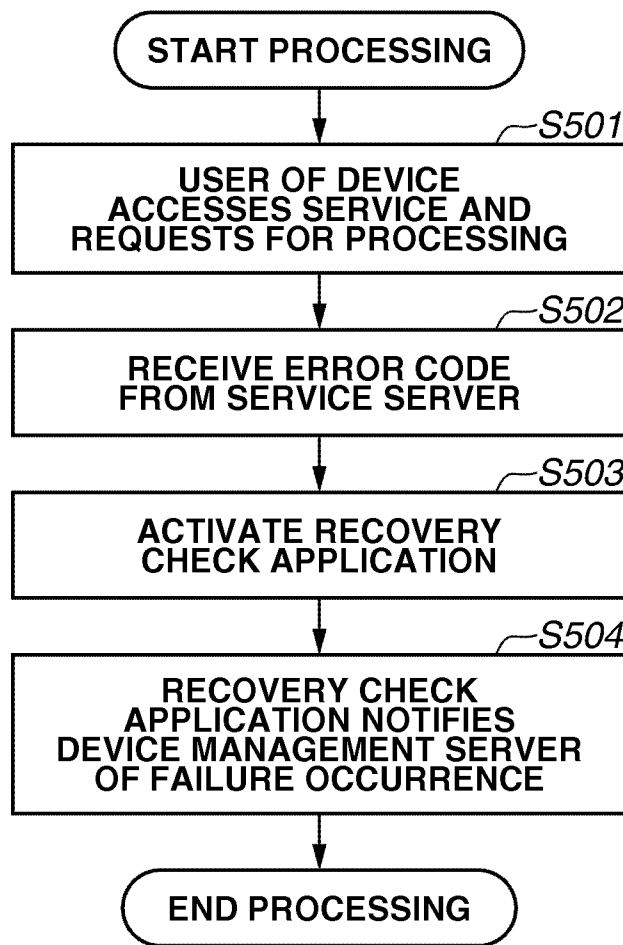 START PROCESSING
S501
USER OF DEVICE
ACCESSES SERVICE AND
REQUESTS FOR PROCESSING
S502
RECEIVE ERROR CODE
FROM SERVICE SERVER
S503
ACTIVATE RECOVERY
CHECK APPLICATION
S504
RECOVERY CHECK
APPLICATION NOTIFIES
DEVICE MANAGEMENT SERVER
OF FAILURE OCCURRENCE
END PROCESSING